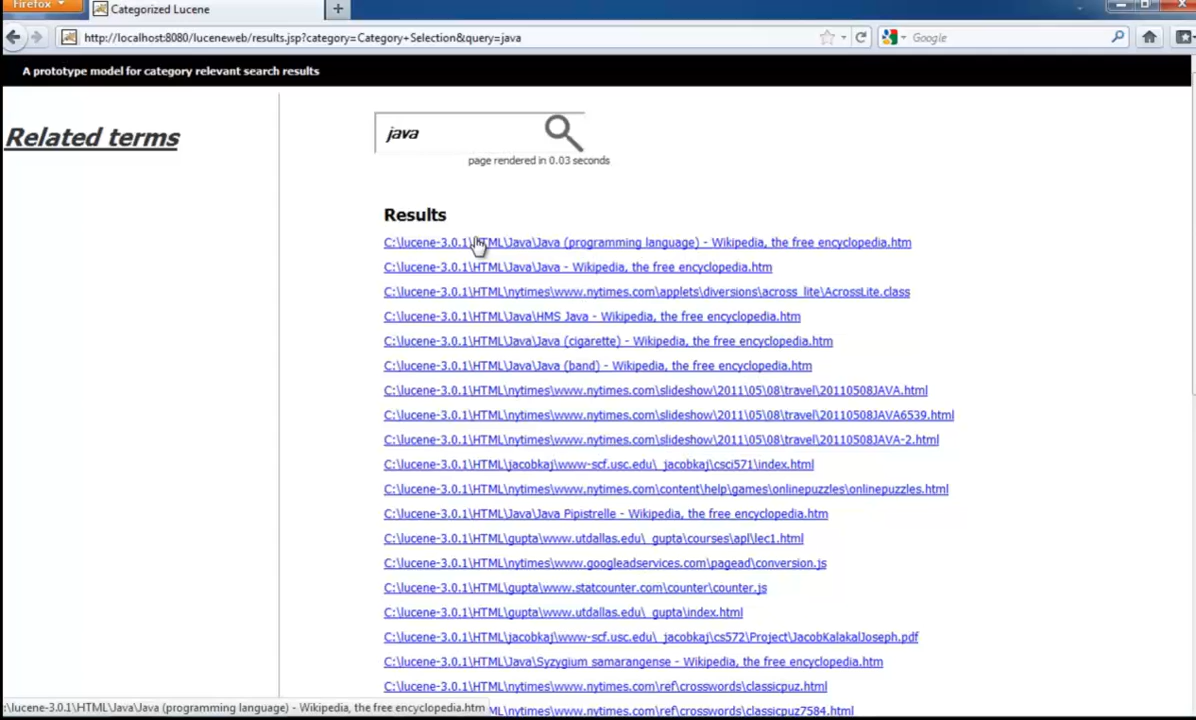 Firefox
Categorized Lucene
http://localhost:8080/luceneweb/results.jsp?category=Category+Selection&query=java
Google
A prototype model for category relevant search results
Related terms
java
page rendered in 0.03 seconds
Results
C:\lucene-3.0.1\HTML\Java\Java (programming language) - Wikipedia, the free encyclopedia.htm
C:\lucene-3.0.1\HTML\Java\Java - Wikipedia, the free encyclopedia.htm
C:\lucene-3.0.1\HTML\nytimes\www.nytimes.com\applets\diversions\across_lite\AcrossLite.class
C:\lucene-3.0.1\HTML\Java\HMS Java - Wikipedia, the free encyclopedia.htm
C:\lucene-3.0.1\HTML\Java\Java (cigarette) - Wikipedia, the free encyclopedia.htm
C:\lucene-3.0.1\HTML\Java\Java (band) - Wikipedia, the free encyclopedia.htm
C:\lucene-3.0.1\HTML\nytimes\www.nytimes.com\slideshow\2011\05\08\travel\20110508JAVA.html
C:\lucene-3.0.1\HTML\nytimes\www.nytimes.com\slideshow\2011\05\08\travel\20110508JAVA6539.html
C:\lucene-3.0.1\HTML\nytimes\www.nytimes.com\slideshow\2011\05\08\travel\20110508JAVA-2.html
C:\lucene-3.0.1\HTML\jacobkaj\www-scf.usc.edu\_jacobkaj\csci571\index.html
C:\lucene-3.0.1\HTML\nytimes\www.nytimes.com\content\help\games\onlinepuzzles\onlinepuzzles.html
C:\lucene-3.0.1\HTML\Java\Java Pipistrelle - Wikipedia, the free encyclopedia.htm
C:\lucene-3.0.1\HTML\gupta\www.utdallas.edu\_gupta\courses\apl\lec1.html
C:\lucene-3.0.1\HTML\nytimes\www.googleadservices.com\pagead\conversion.js
C:\lucene-3.0.1\HTML\gupta\www.statcounter.com\counter\counter.js
C:\lucene-3.0.1\HTML\gupta\www.utdallas.edu\_gupta\index.html
C:\lucene-3.0.1\HTML\jacobkaj\www-scf.usc.edu\_jacobkaj\cs572\Project\JacobKalakalJoseph.pdf
C:\lucene-3.0.1\HTML\Java\Syzygium samarangense - Wikipedia, the free encyclopedia.htm
C:\lucene-3.0.1\HTML\nytimes\www.nytimes.com\ref\crosswords\classicpuz.html
ML\nytimes\www.nytimes.com\ref\crosswords\classicpuz7584.html
:\lucene-3.0.1\HTML\Java\Java (programming language) - Wikipedia, the free encyclopedia.htm